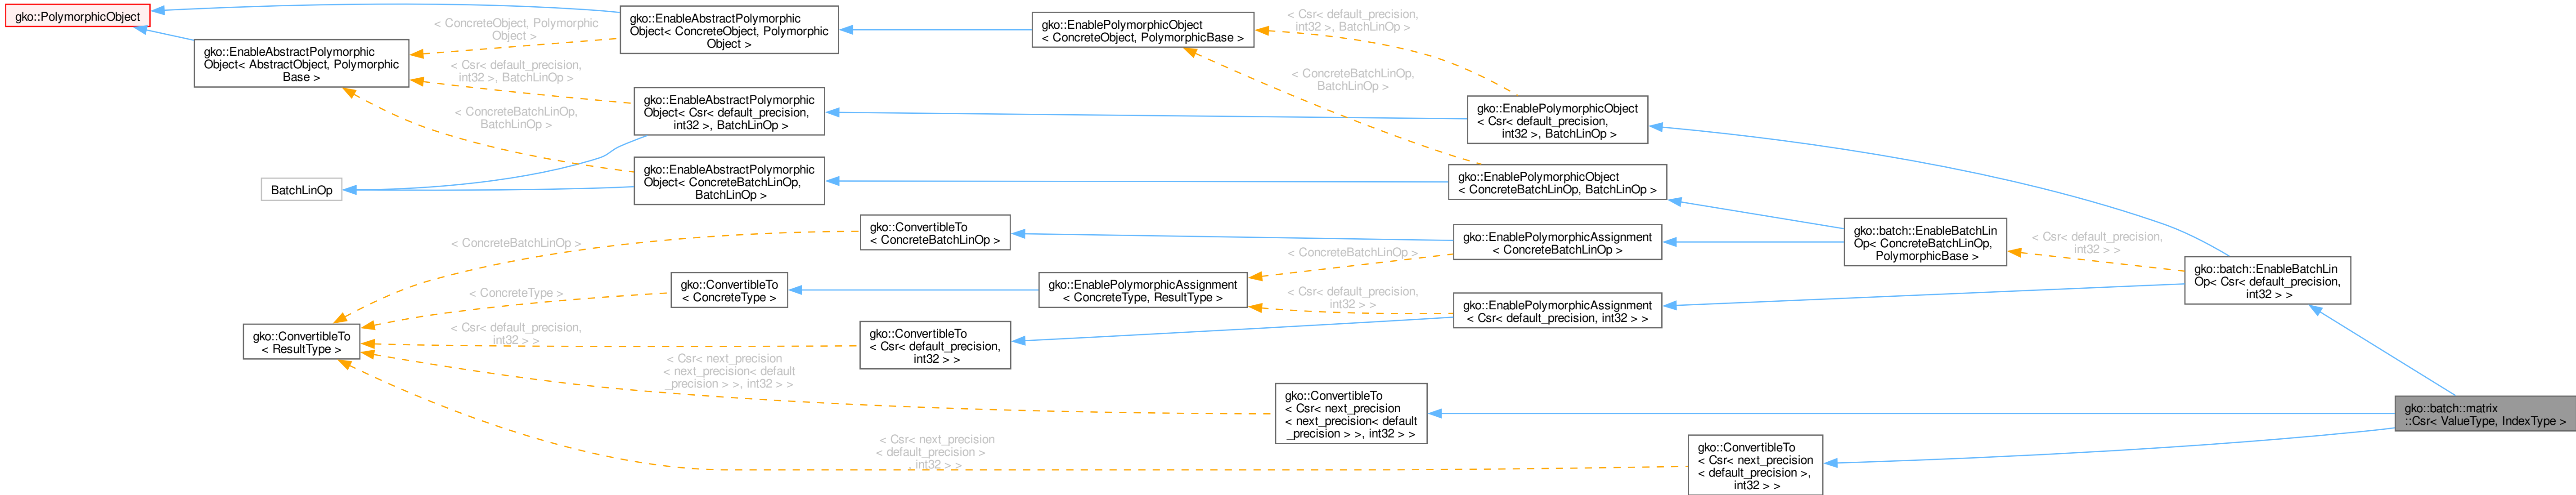 gko::PolymorphicObject
gko::EnableAbstractPolymorphic
Object< AbstractObject, Polymorphic
Base >
< ConcreteObject, Polymorphic
Object >
< Csr< default_precision,
int32 >, BatchLinOp >
< ConcreteBatchLinOp,
BatchLinOp >
BatchLinOp
gko::EnableAbstractPolymorphic
Object< ConcreteObject, Polymorphic
Object >
gko::EnableAbstractPolymorphic
Object< Csr< default_precision,
int32 >, BatchLinOp >
gko::EnableAbstractPolymorphic
Object< ConcreteBatchLinOp,
BatchLinOp >
gko::EnablePolymorphicObject
< ConcreteObject, PolymorphicBase >
< Csr< default_precision,
int32 >, BatchLinOp >
< ConcreteBatchLinOp,
BatchLinOp >
gko::EnablePolymorphicObject
< Csr< default_precision,
int32 >, BatchLinOp >
gko::EnablePolymorphicObject
< ConcreteBatchLinOp, BatchLinOp >
gko::ConvertibleTo
< ResultType >
< ConcreteBatchLinOp >
< ConcreteType >
< Csr< default_precision,
int32 > >
< Csr< next_precision
< next_precision< default
_precision > >, int32 > >
< Csr< next_precision
< default_precision >
, int32 > >
gko::ConvertibleTo
< ConcreteBatchLinOp >
gko::ConvertibleTo
< ConcreteType >
gko::ConvertibleTo
< Csr< default_precision,
int32 > >
gko::EnablePolymorphicAssignment
< ConcreteType, ResultType >
< ConcreteBatchLinOp >
< Csr< default_precision,
int32 > >
gko::EnablePolymorphicAssignment
< ConcreteBatchLinOp >
gko::EnablePolymorphicAssignment
< Csr< default_precision, int32 > >
gko::ConvertibleTo
< Csr< next_precision
< next_precision< default
_precision > >, int32 > >
gko::ConvertibleTo
< Csr< next_precision
< default_precision >,
int32 > >
gko::batch::EnableBatchLin
Op< ConcreteBatchLinOp,
PolymorphicBase >
< Csr< default_precision,
int32 > >
gko::batch::EnableBatchLin
Op< Csr< default_precision,
int32 > >
gko::batch::matrix
::Csr< ValueType, IndexType >